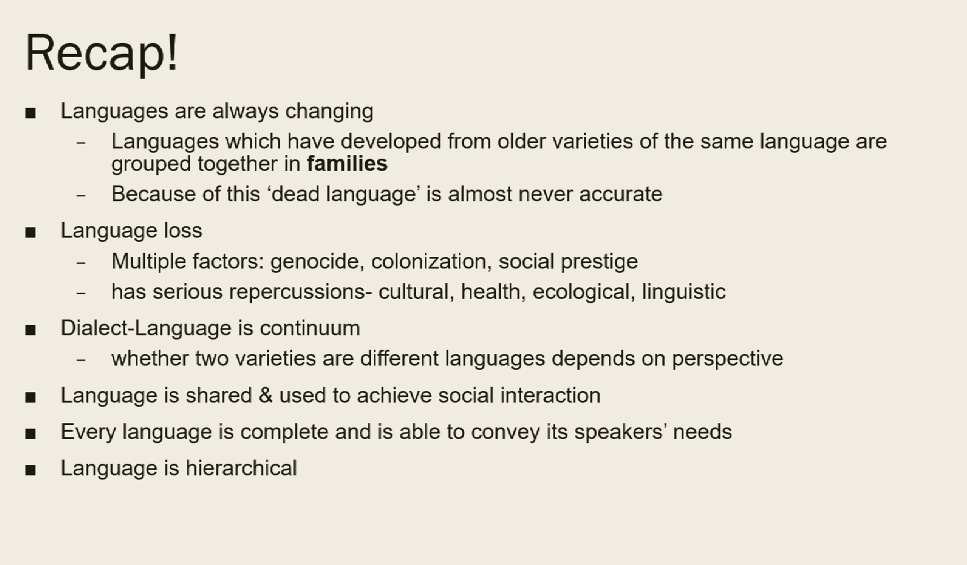 Recap!
■ Languages are always changing
– Languages which have developed from older varieties of the same language are
grouped together in families
– Because of this ‘dead language’ is almost never accurate
■ Language loss
– Multiple factors: genocide, colonization, social prestige
– has serious repercussions- cultural, health, ecological, linguistic
■ Dialect-Language is continuum
– whether two varieties are different languages depends on perspective
■ Language is shared & used to achieve social interaction
■ Every language is complete and is able to convey its speakers’ needs
■ Language is hierarchical